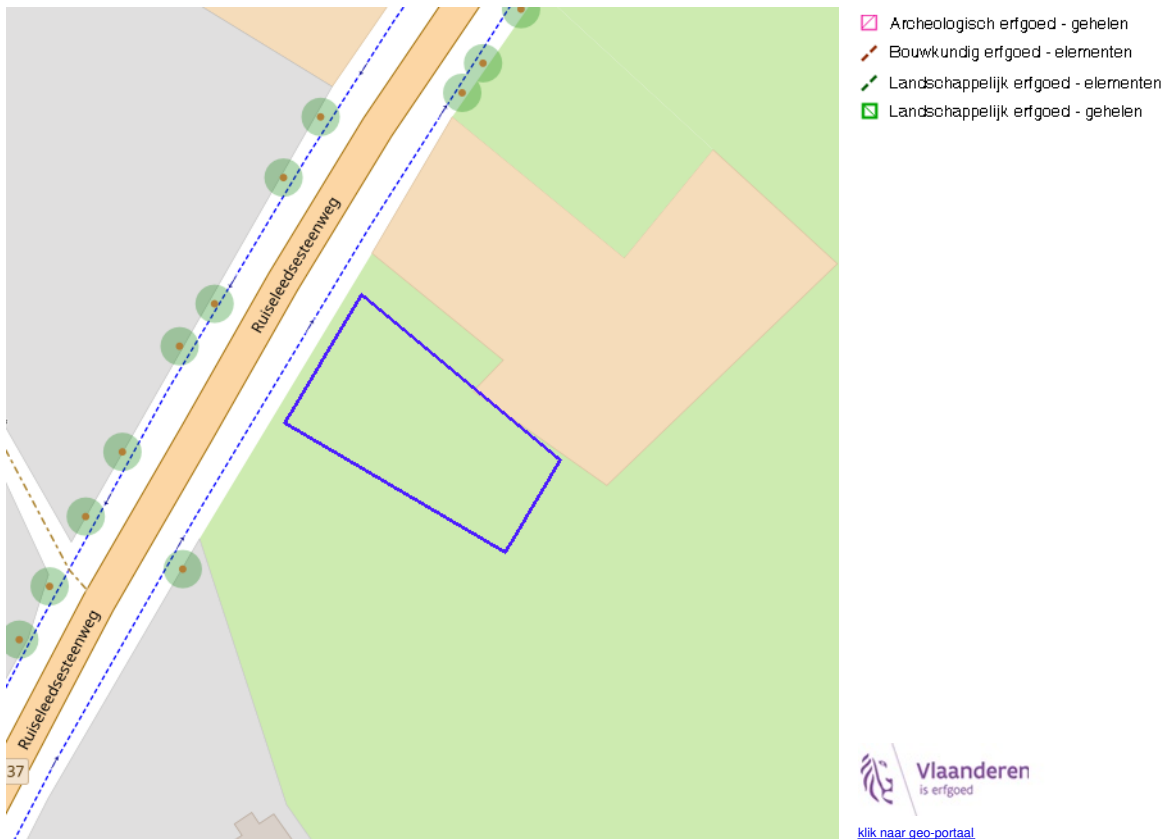 Archeologisch erfgoed - gehelen
Bouwkundig erfgoed - elementen
Landschappelijk erfgoed - elementen
Landschappelijk erfgoed - gehelen
Ruiseleedsesteenweg
Ruiseleedsesteenweg
37
Vlaanderen
is erfgoed
klik naar geo-portaal